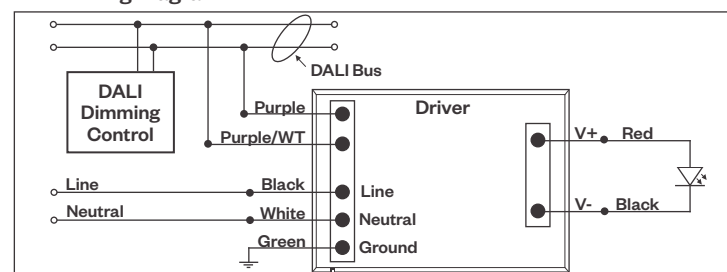 DALI Bus
DALI
Dimming
Control
Purple
Driver
Purple/WT
V+ Red
Line Black Line
Neutral White Neutral
V- Black
Green Ground